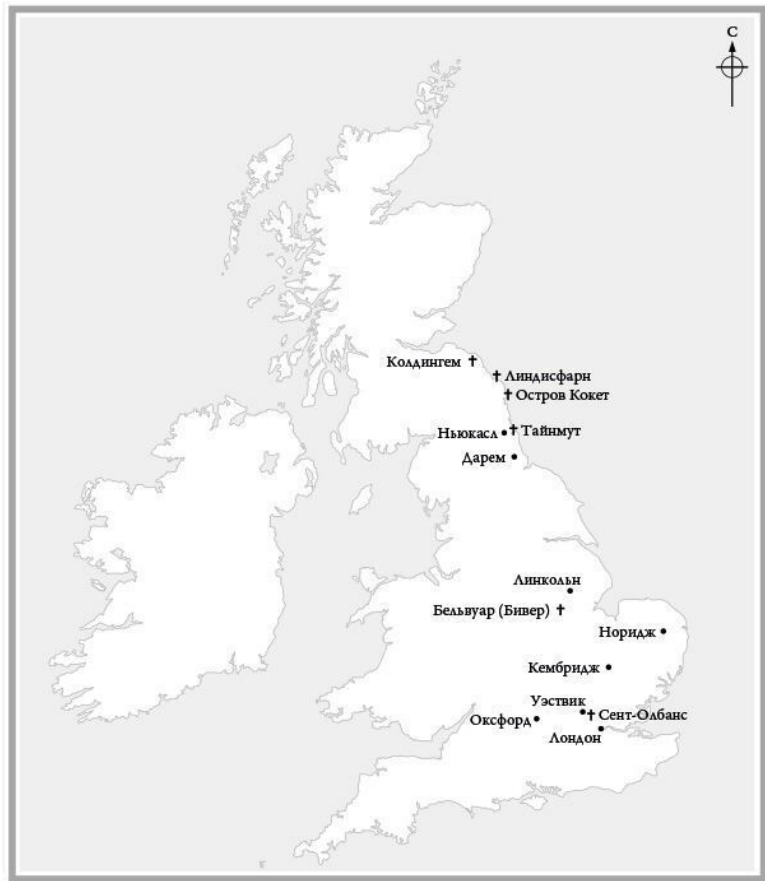 С
Колдингем
Линдисфарн
Остров Кокет
Ньюкасл
Тайнмут
Дарем
Линкольн
Бельвуар (Бивер)
Норидж
Кембридж
Уэствик
Сент-Олбанс
Оксфорд
Лондон